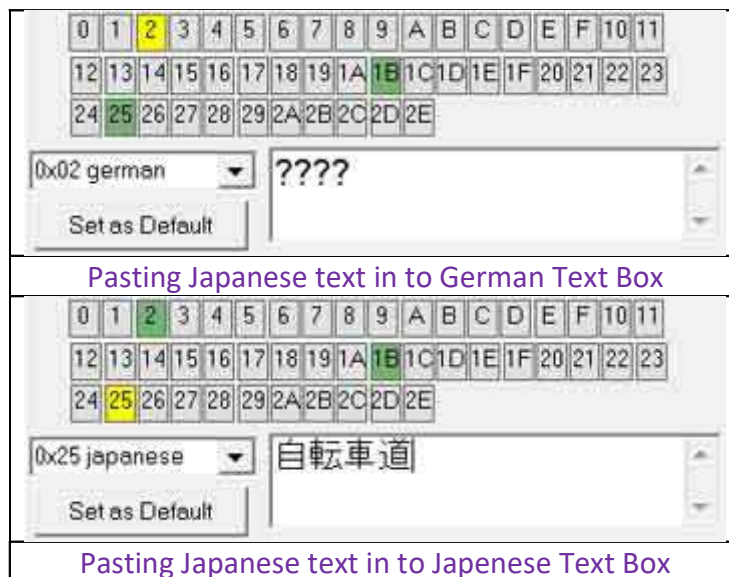 0 1 2 3 4 5 6 7 8 9 A B C D E F 10 11
12 13 14 15 16 17 18 19 1A 1B 1C 1D 1E 1F 20 21 22 23
24 25 26 27 28 29 2A 2B 2C 2D 2E
0x02 german ????
Set as Default
Pasting Japanese text in to German Text Box
0 1 2 3 4 5 6 7 8 9 A B C D E F 10 11
12 13 14 15 16 17 18 19 1A 1B 1C 1D 1E 1F 20 21 22 23
24 25 26 27 28 29 2A 2B 2C 2D 2E
0x25 japanese 自転車道
Set as Default
Pasting Japanese text in to Japenese Text Box